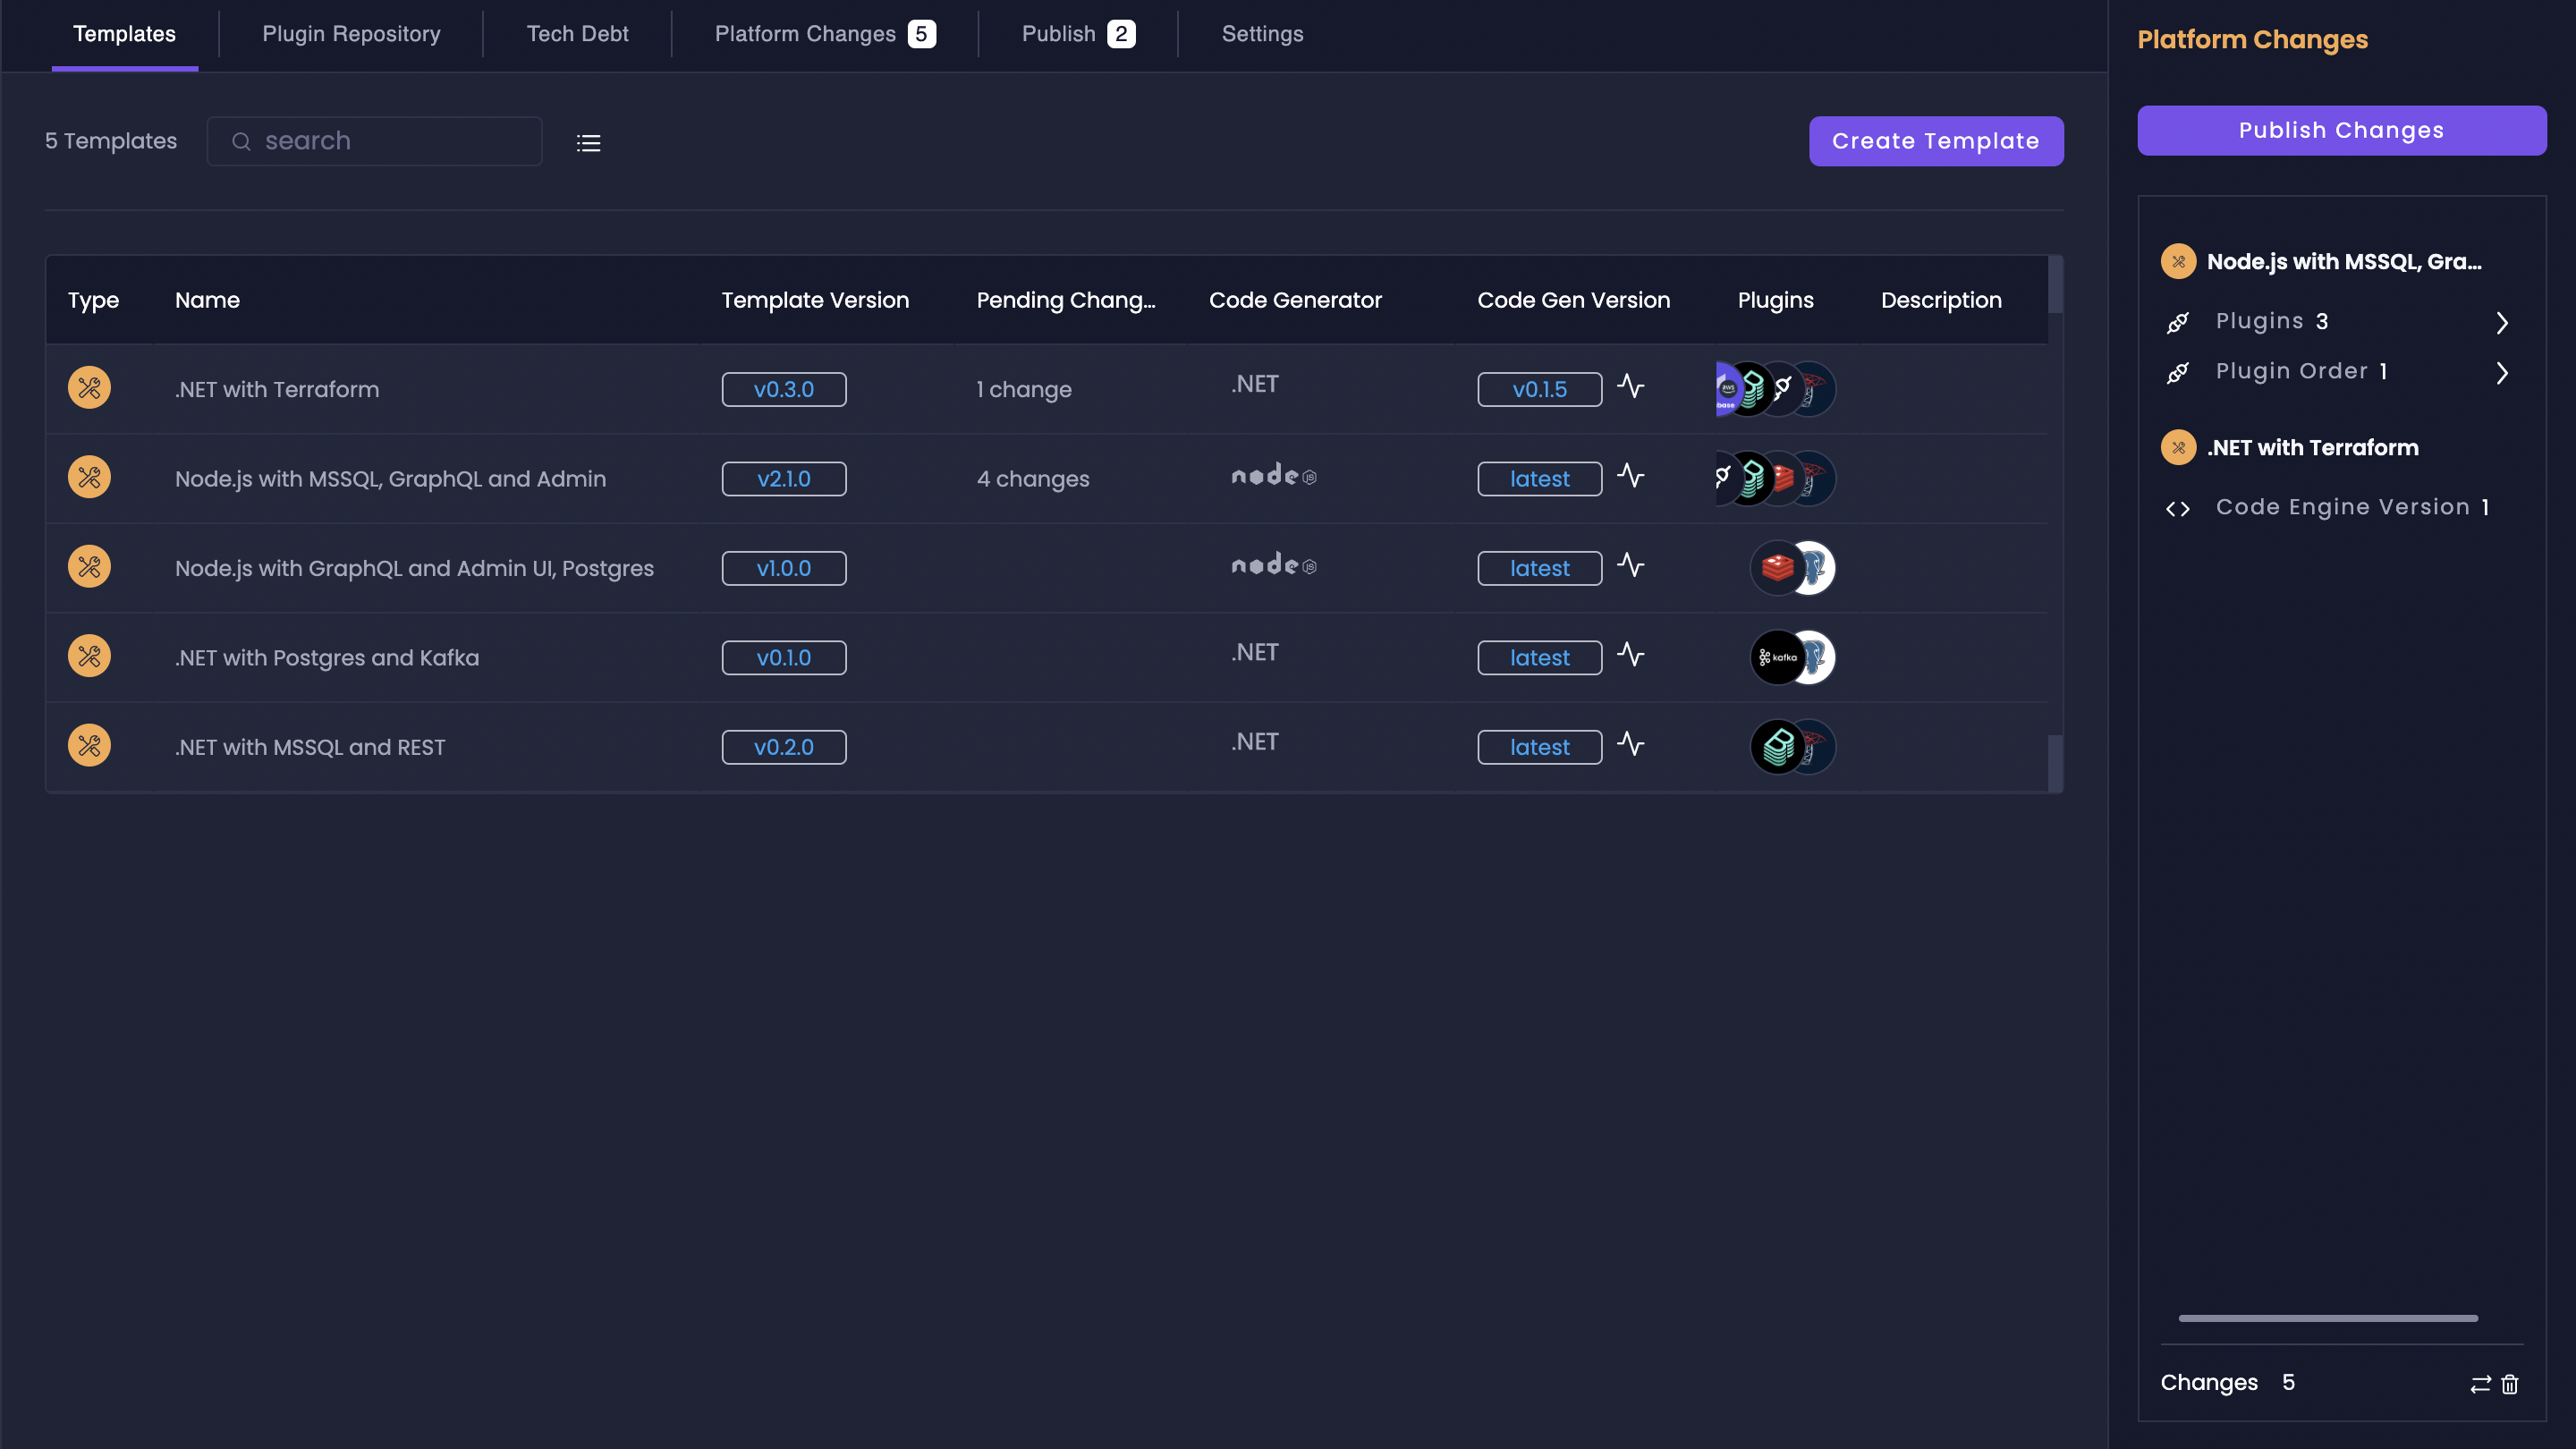 Templates
Plugin Repository
Tech Debt
Platform Changes 5
Publish 2
Settings
5 Templates
search
Create Template
Type Name Template Version Pending Chang... Code Generator Code Gen Version Plugins Description
.NET with Terraform v0.3.0 1 change .NET v0.1.5
aws
base
Node.js with MSSQL, GraphQL and Admin v2.1.0 4 changes node JS latest
Node.js with GraphQL and Admin UI, Postgres v1.0.0 node JS latest
.NET with Postgres and Kafka v0.1.0 .NET latest kafka
.NET with MSSQL and REST v0.2.0 .NET latest
Platform Changes
Publish Changes
Node.js with MSSQL, Gra...
Plugins 3
Plugin Order 1
.NET with Terraform
Code Engine Version 1
Changes 5